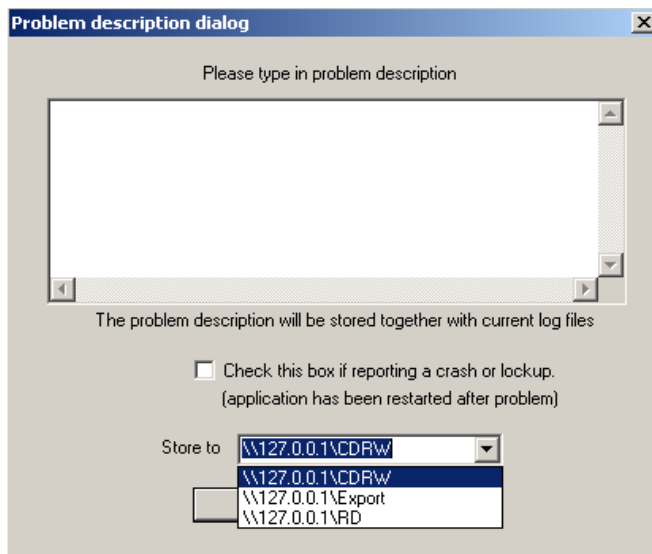 Problem description dialog
Please type in problem description
The problem description will be stored together with current log files
Check this box if reporting a crash or lockup.
(application has been restarted after problem)
Store to \\127.0.0.1\CDRW
\\127.0.0.1\CDRW
\\127.0.0.1\Export
\\127.0.0.1\RD